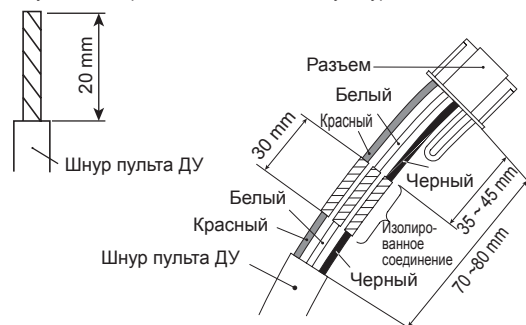 20 mm
Шнур пульта ДУ
Разъем
Белый
Красный
30 mm
Черный
35 ~ 45 mm
Белый
Красный
Изолиро-
ванное
соединение
70 ~80 mm
Шнур пульта ДУ
Черный